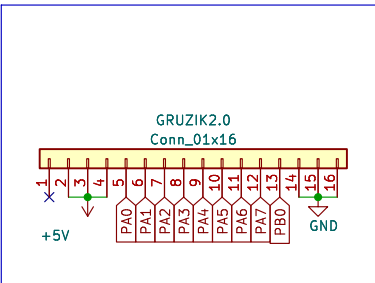 GRUZIK2.0
Conn_01x16
1 2 3 4 5 6 7 8 9 10 11 12 13 14 15 16
PA0 PA1 PA2 PA3 PA4 PA5 PA6 PA7 PB0
+5V
GND